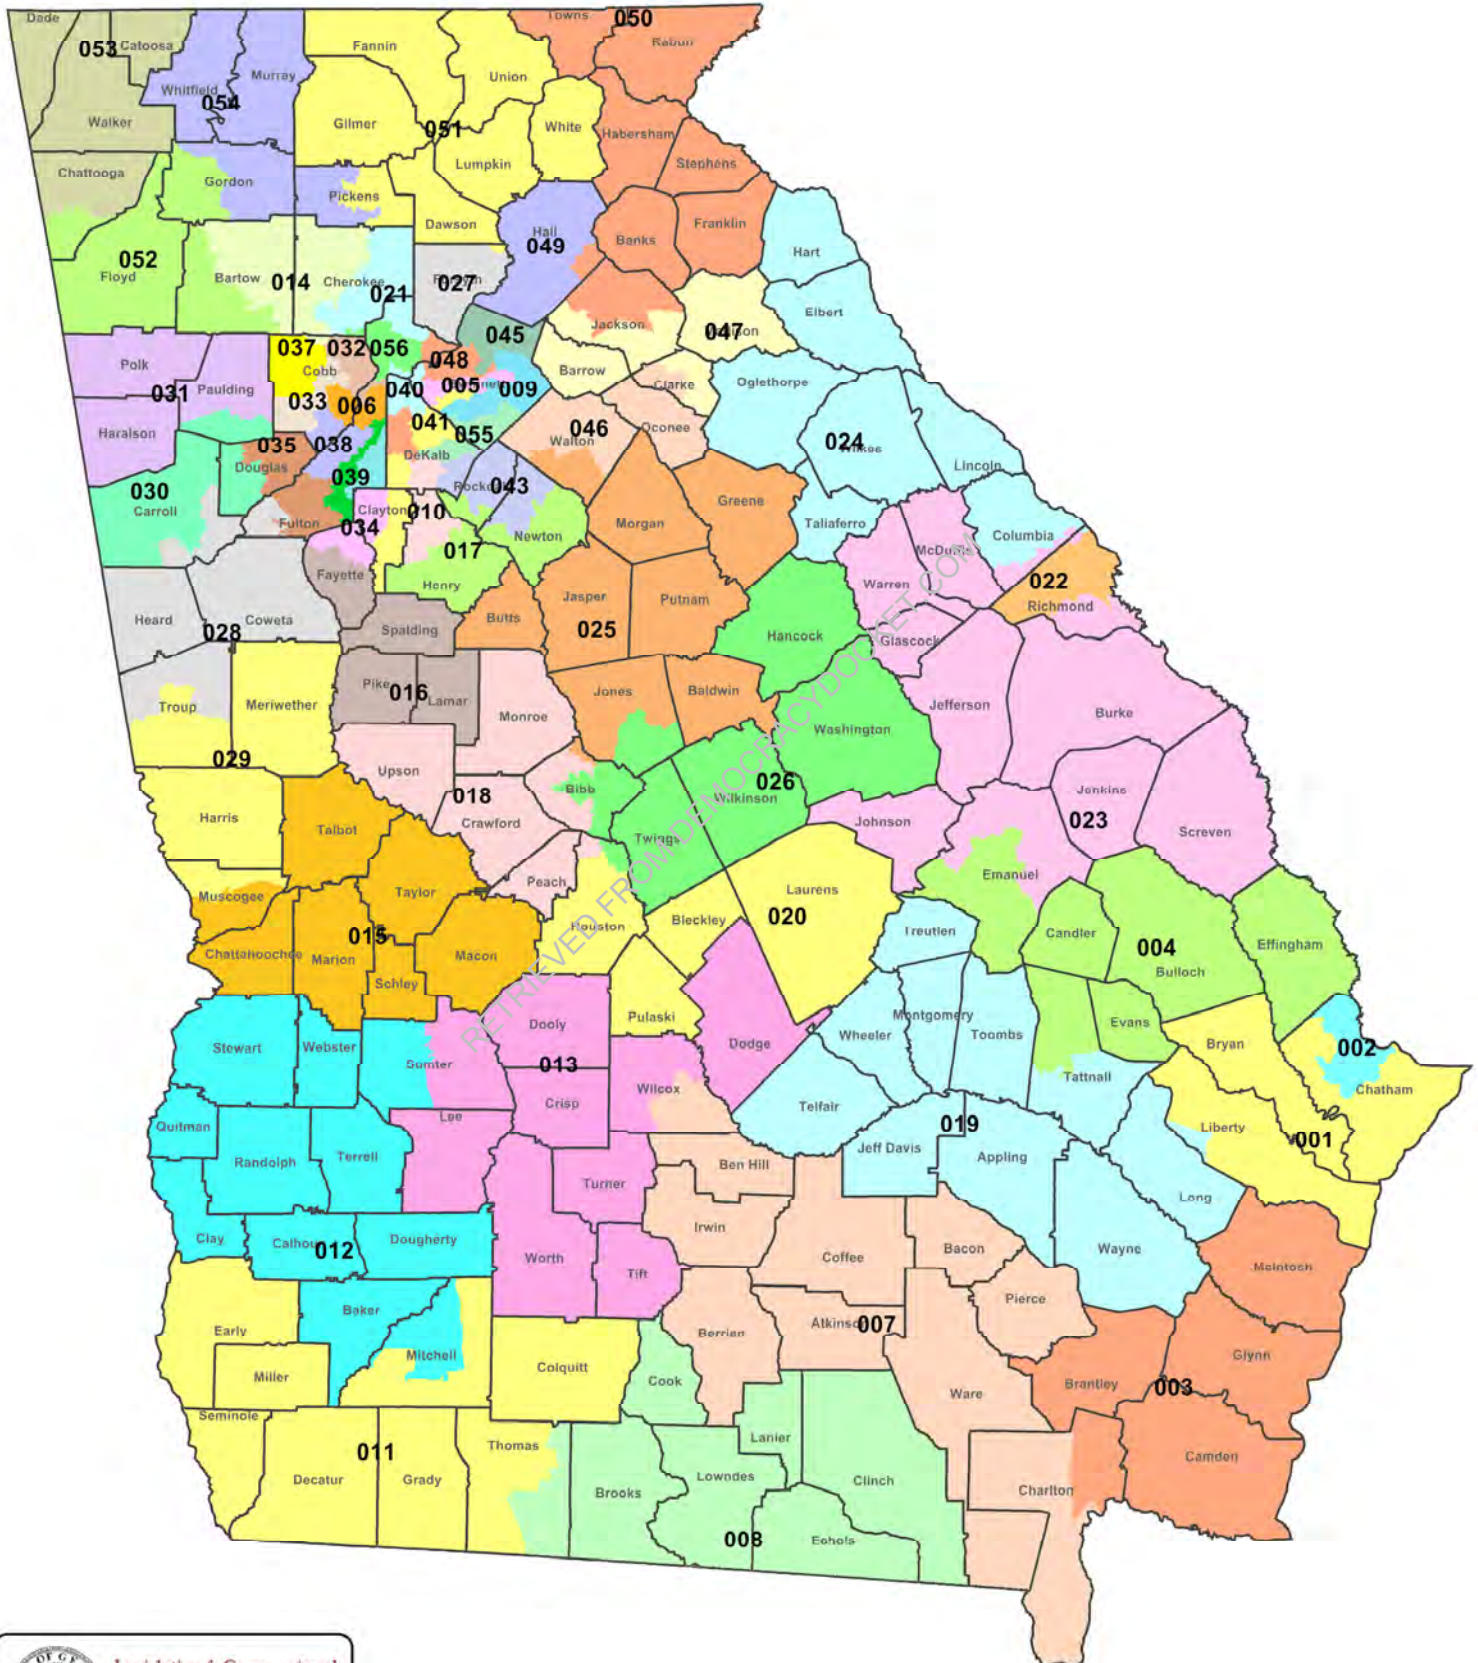 Dade
053
Catoosa
Whitfield
054
Murray
Walker
Chattooga
Fannin
Union
Towns
050
Rabun
Gilmer
051
White
Lumpkin
Habersham
Stephens
Gordon
Pickens
Dawson
Hall
049
Banks
Franklin
Hart
052
Floyd
Bartow
014
Cherokee
021
027
Elbert
Jackson
047
045
Polk
031
Paulding
037
032
056
Cobb
048
005
009
040
033
006
041
055
Barrow
Clarke
Oglethorpe
Haralson
035
038
Douglas
039
DeKalb
046
Walton
Oconee
024
Lincoln
030
Carroll
Fulton
034
Clayton
010
043
Newton
017
Henry
Morgan
Greene
Taliaferro
Columbia
022
Richmond
Warren
Glascock
Fayette
Heard
Coweta
028
Spalding
Butts
Jasper
Putnam
025
Hancock
Troup
Meriwether
029
Pike
016
Lamar
Monroe
Jones
Baldwin
Washington
Jefferson
Burke
Upson
018
Crawford
Bibb
Twiggs
026
Wilkinson
Johnson
Jenkins
023
Screven
Harris
Talbot
Taylor
Peach
Emanuel
Muscogee
Chattahoochee
015
Marion
Schley
Macon
Houston
Bleckley
Laurens
020
Treutlen
Candler
004
Bulloch
Effingham
Stewart
Webster
Sumter
Dooly
013
Crisp
Pulaski
Wilcox
Dodge
Wheeler
Montgomery
Toombs
Evans
Tattnall
Bryan
002
Chatham
Quitman
Randolph
Terrell
Lee
Telfair
019
Jeff Davis
Appling
Liberty
001
Long
Wayne
Clay
012
Dougherty
Turner
Worth
Tift
Ben Hill
Irwin
Coffee
Bacon
Pierce
McIntosh
Early
Miller
Baker
Mitchell
Colquitt
Cook
Berrien
007
Ware
Brantley
003
Glynn
Camden
Seminole
011
Decatur
Grady
Thomas
Brooks
Lanier
Lowndes
008
Clinch
Echols
Charlton
RETRIEVED FROM DEMOCRACYDOCKET.COM